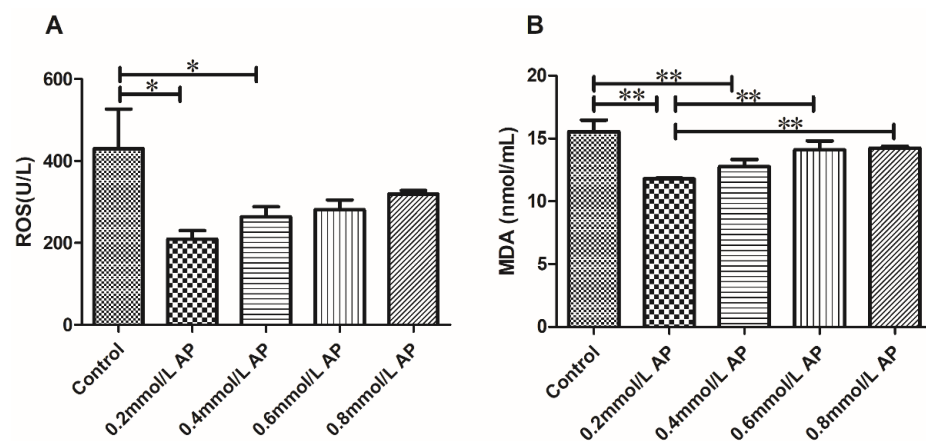 A
ROS(U/L)
600
400
200
0
*
*
Control
0.2mmol/L AP
0.4mmol/L AP
0.6mmol/L AP
0.8mmol/L AP
B
MDA (nmol/mL)
20
15
10
5
0
**
**
**
**
Control
0.2mmol/L AP
0.4mmol/L AP
0.6mmol/L AP
0.8mmol/L AP